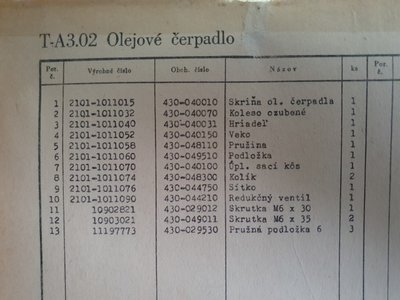 T-A3.02 Olejové čerpadlo
Poz. č. Výrobné číslo Obch. číslo Názov ks Poz. č.
1 2101-1011015 430-040010 Skriňa ol. čerpadla 1
2 2101-1011032 430-040070 Koleso ozubené 1
3 2101-1011040 430-040031 Hriadeľ 1
4 2101-1011052 430-040150 Veko 1
5 2101-1011058 430-048110 Pružina 1
6 2101-1011060 430-049510 Podložka 1
7 2101-1011070 430-040100 Úpl. sací kôš 1
8 2101-1011074 430-048300 Kolík 2
9 2101-1011076 430-044750 Sitko 1
10 2101-1011090 430-044210 Redukčný ventil 1
11 10902821 430-029012 Skrutka M6 x 30 1
12 10903021 430-049011 Skrutka M6 x 35 2
13 11197773 430-029530 Pružná podložka 6 3